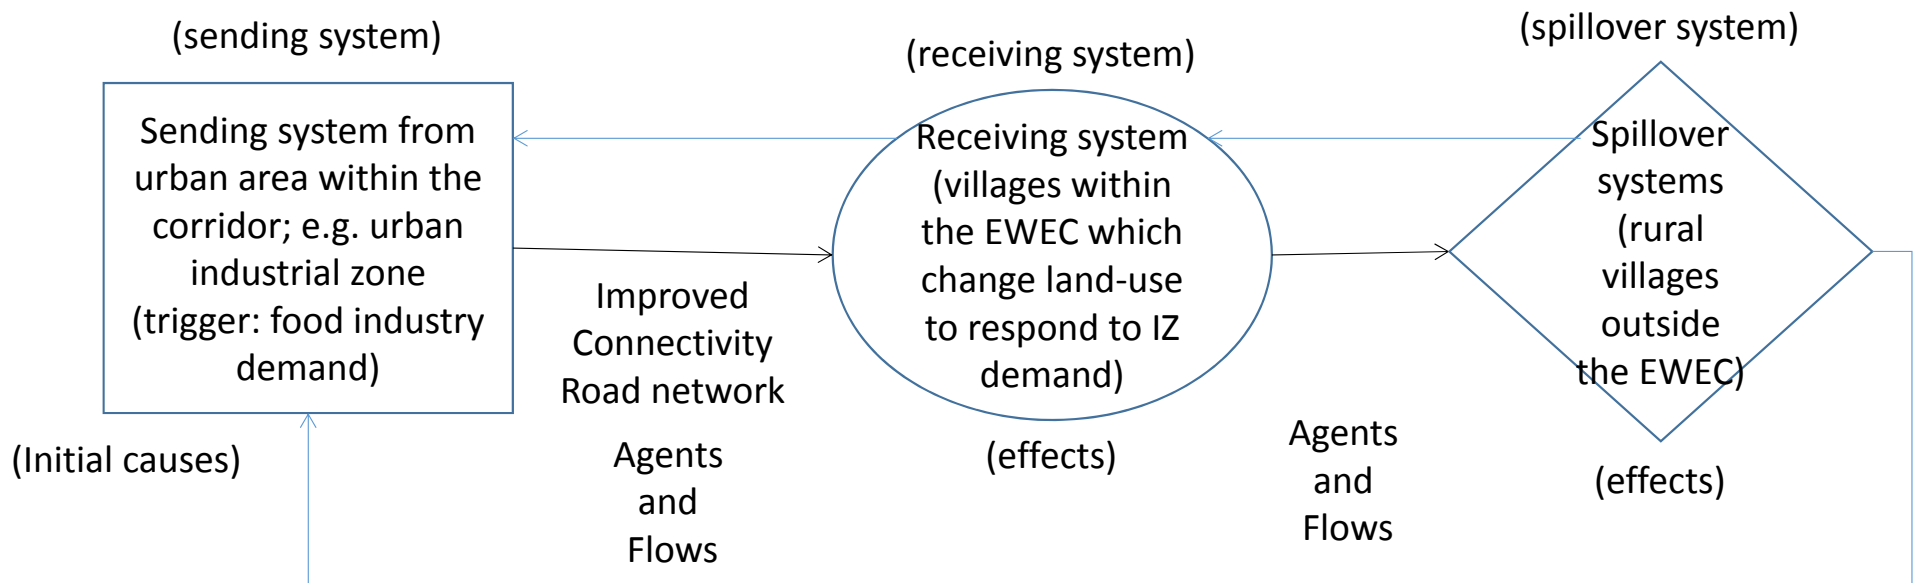 (sending system)
Sending system from
urban area within the
corridor; e.g. urban
industrial zone
(trigger: food industry
demand)
(Initial causes)
Improved
Connectivity
Road network
Agents
and
Flows
(receiving system)
Receiving system
(villages within
the EWEC which
change land-use
to respond to IZ
demand)
(effects)
Agents
and
Flows
(spillover system)
Spillover
systems
(rural
villages
outside
the EWEC)
(effects)